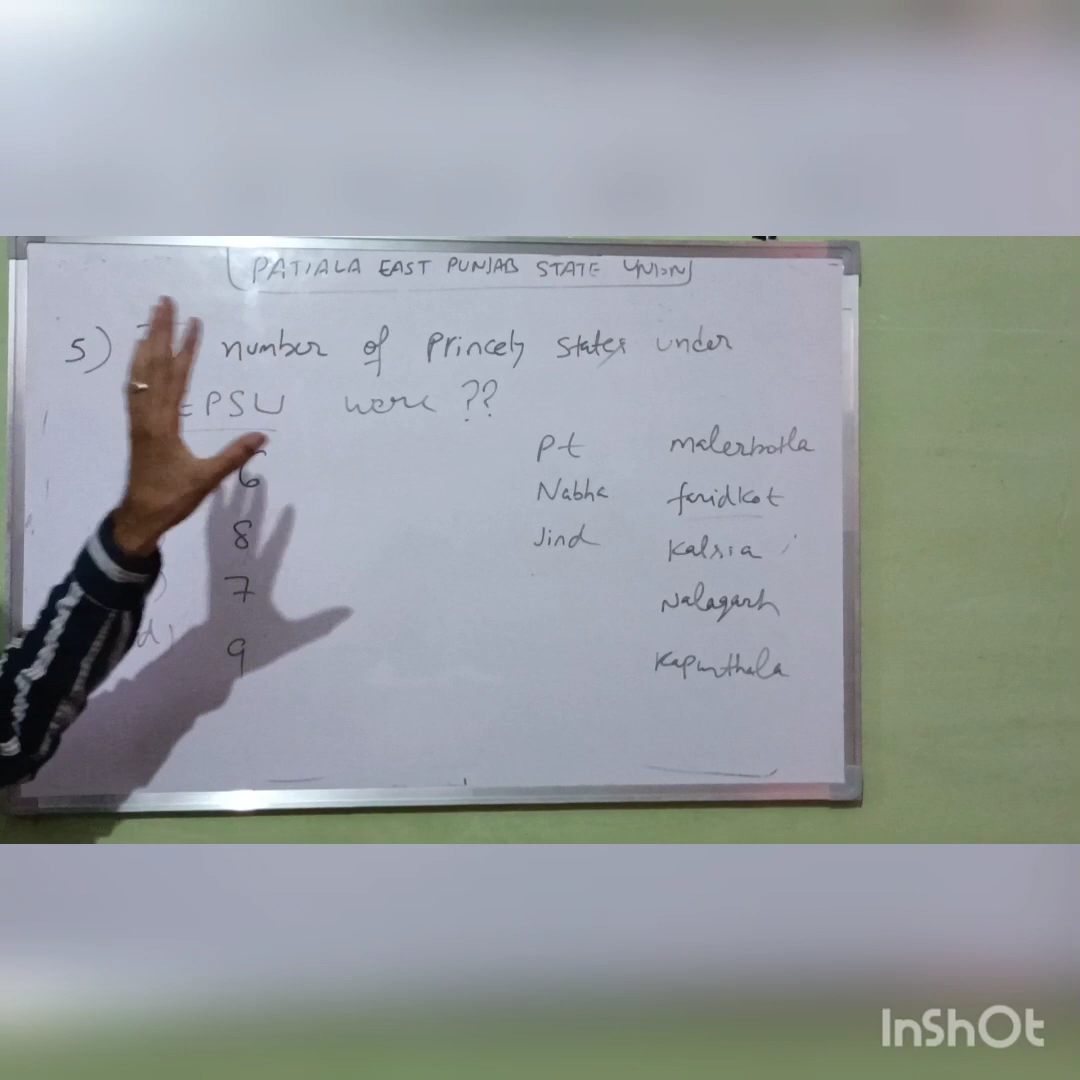 PATIALA EAST PUNJAB STATE UNION
5) number of Princely states under
EPSU were ??
6
8
7
d) 9
Pt
Nabha
Jind
malerkotla
faridkot
Kalsia
Nalagarh
Kapurthala
InShOt